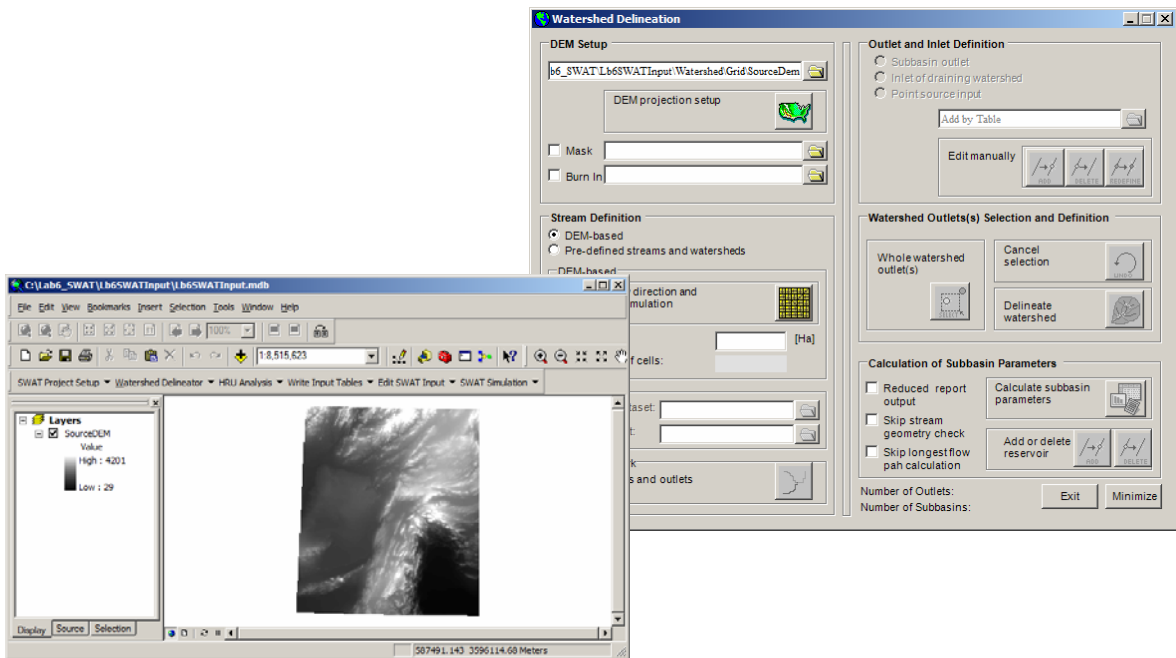 Watershed Delineation
DEM Setup
b6_SWAT\Lb6SWATInput\Watershed\Grid\SourceDem
DEM projection setup
Mask
Burn In
Stream Definition
DEM-based
Pre-defined streams and watersheds
DEM-based
direction and
mulation
[Ha]
of cells:
taset:
t:
k
s and outlets
Outlet and Inlet Definition
Subbasin outlet
Inlet of draining watershed
Point source input
Add by Table
Edit manually
ADD
DELETE
REDEFINE
Watershed Outlets(s) Selection and Definition
Whole watershed
outlet(s)
Cancel
selection
UNDO
Delineate
watershed
Calculation of Subbasin Parameters
Reduced report
output
Skip stream
geometry check
Skip longest flow
pah calculation
Calculate subbasin
parameters
Add or delete
reservoir
ADD
DELETE
Number of Outlets:
Number of Subbasins:
Exit
Minimize
C:\Lab6_SWAT\Lb6SWATInput\Lb6SWATInput.mdb
File Edit View Bookmarks Insert Selection Tools Window Help
100%
1:8,515,623
SWAT Project Setup Watershed Delineator HRU Analysis Write Input Tables Edit SWAT Input SWAT Simulation
Layers
SourceDEM
Value
High : 4201
Low : 29
Display Source Selection
587491.143 3596114.68 Meters